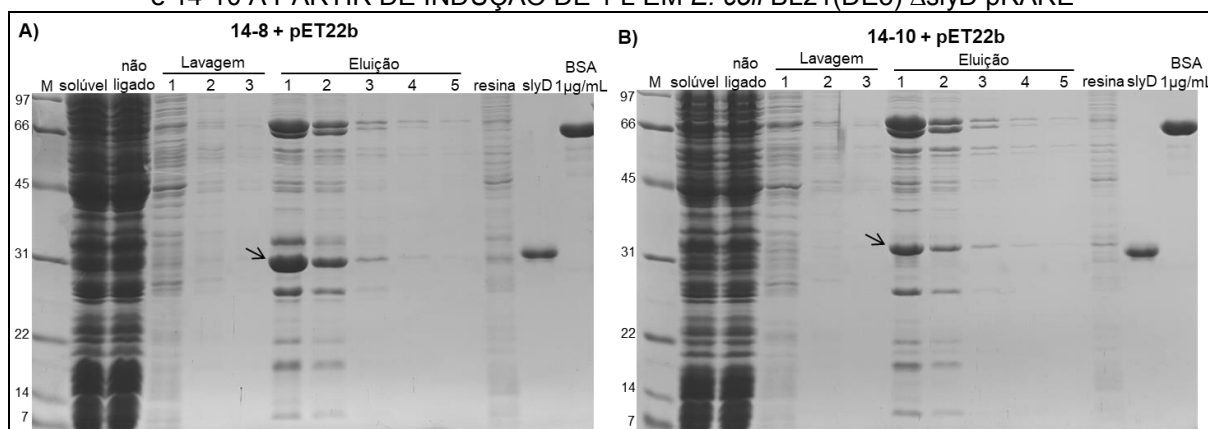 e 14-10 A PARTIR DE INDUÇÃO DE 1 L EM E. coli BL21(DE3) ΔslyD pRARE
A)
14-8 + pET22b
M solúvel não ligado Lavagem Eluição resina slyD BSA 1µg/mL
1 2 3 1 2 3 4 5
97
66
45
31
22
14
7
B)
14-10 + pET22b
M solúvel não ligado Lavagem Eluição resina slyD BSA 1µg/mL
1 2 3 1 2 3 4 5
97
66
45
31
22
14
7